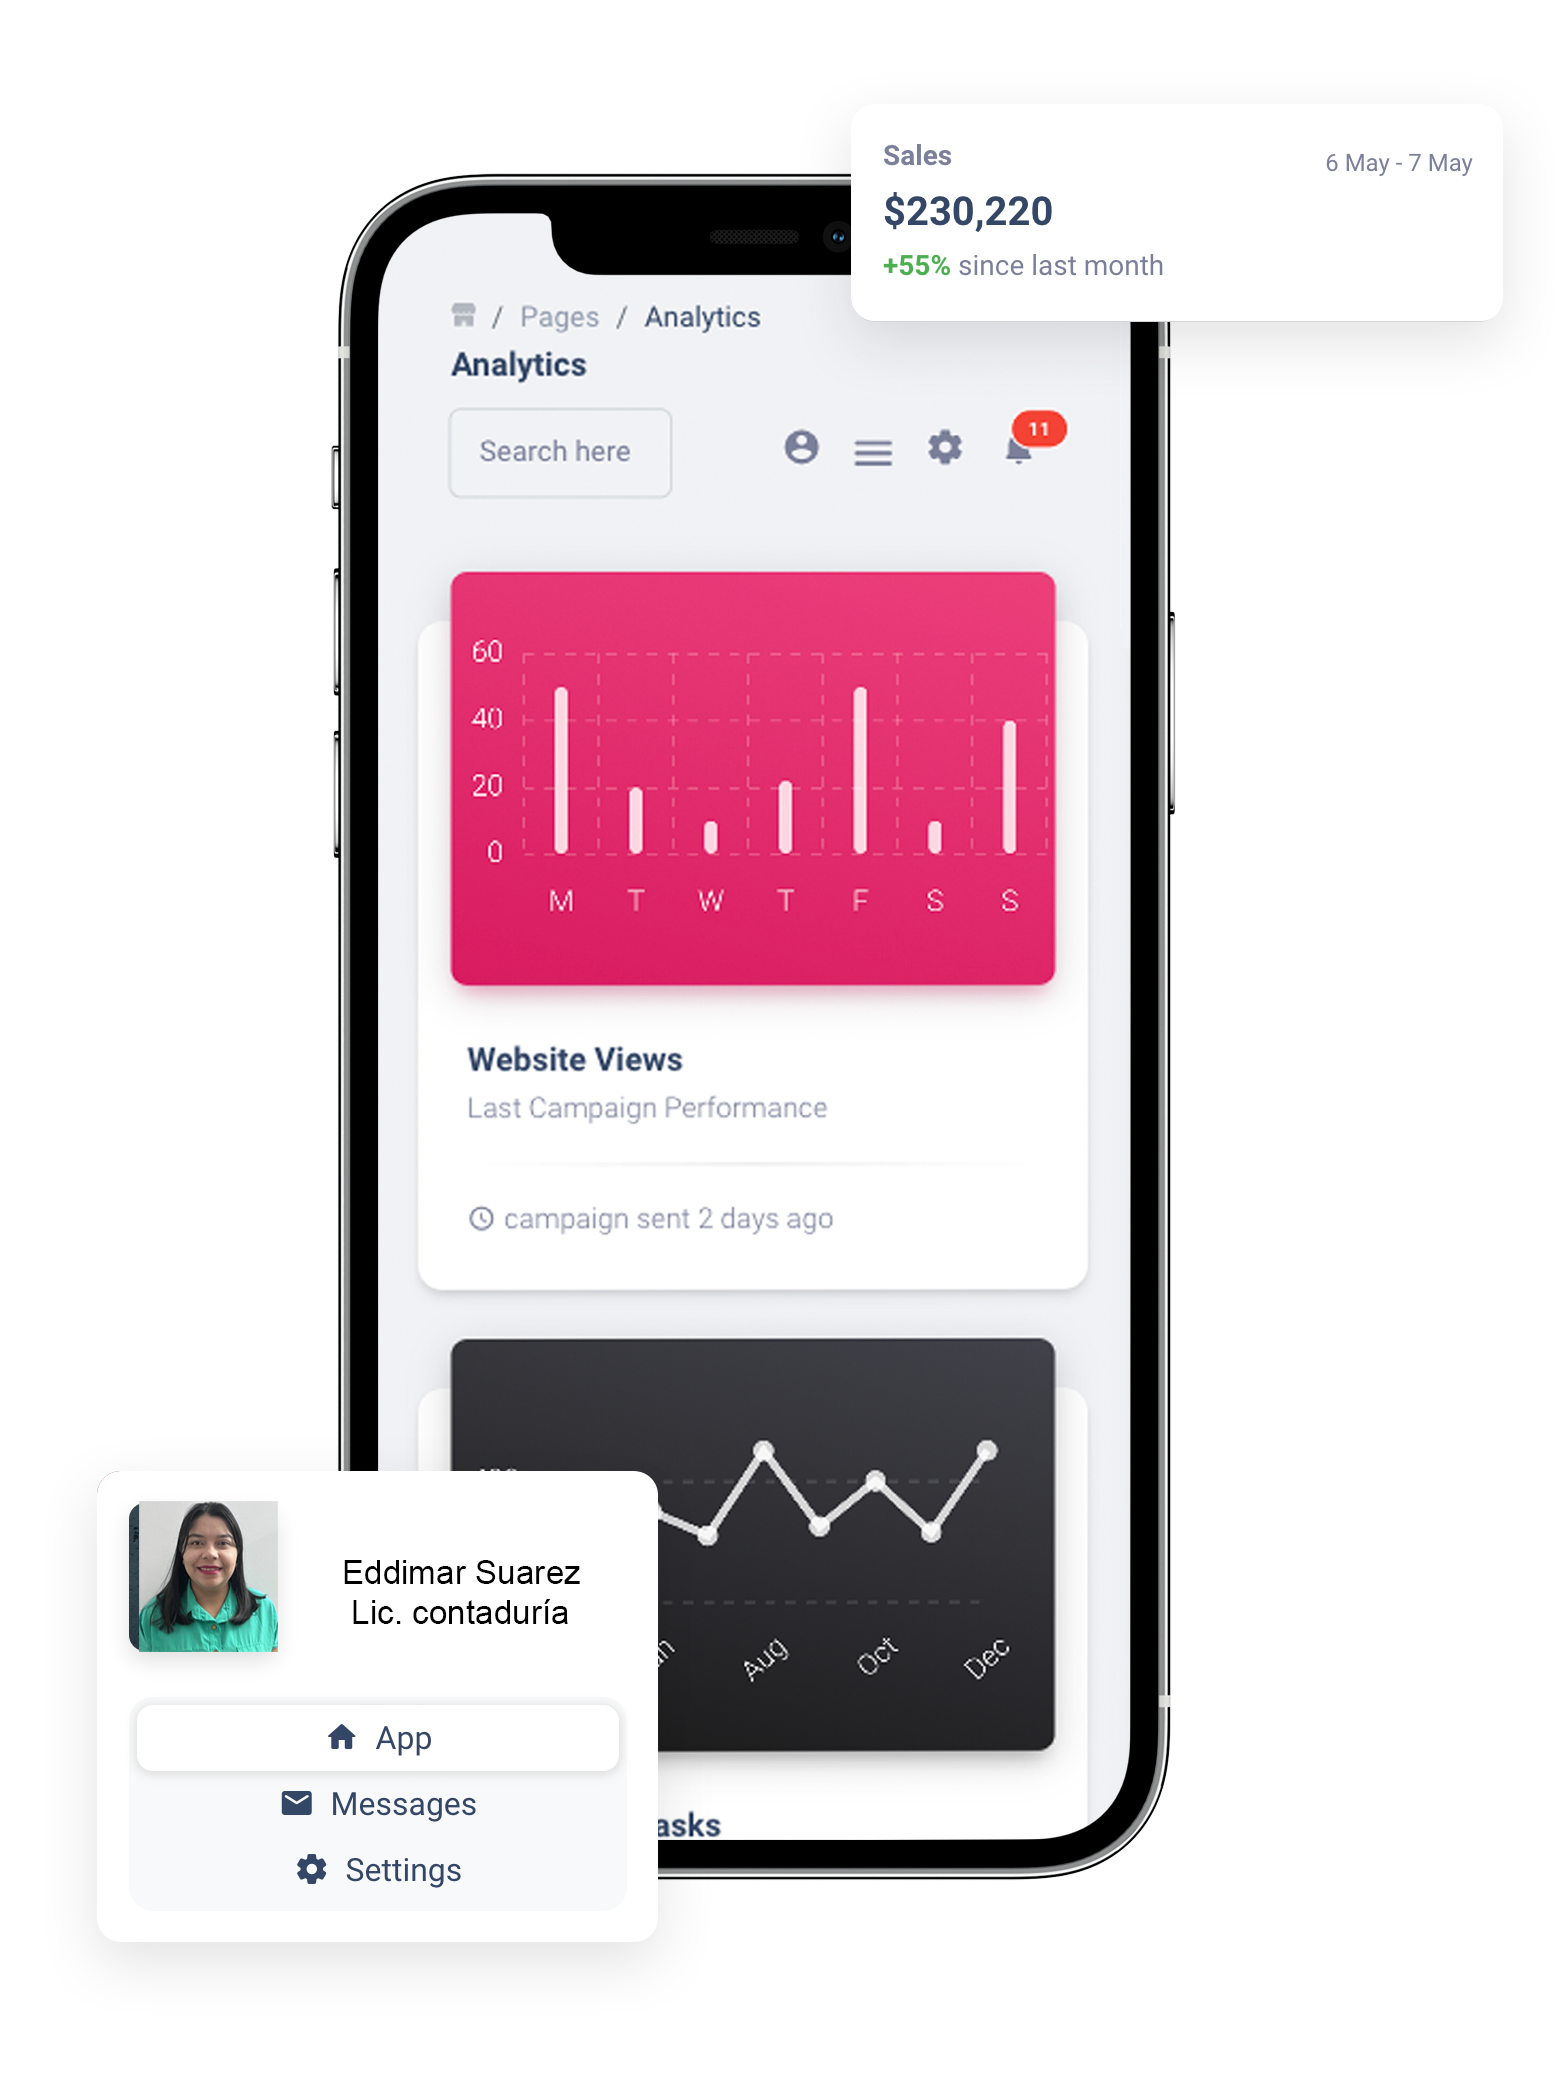 Sales
6 May - 7 May
$230,220
+55% since last month
/ Pages / Analytics
Analytics
Search here
11
60
40
20
0
M T W T F S S
Website Views
Last Campaign Performance
campaign sent 2 days ago
Aug Oct Dec
Eddimar Suarez
Lic. contaduría
App
Messages
Settings